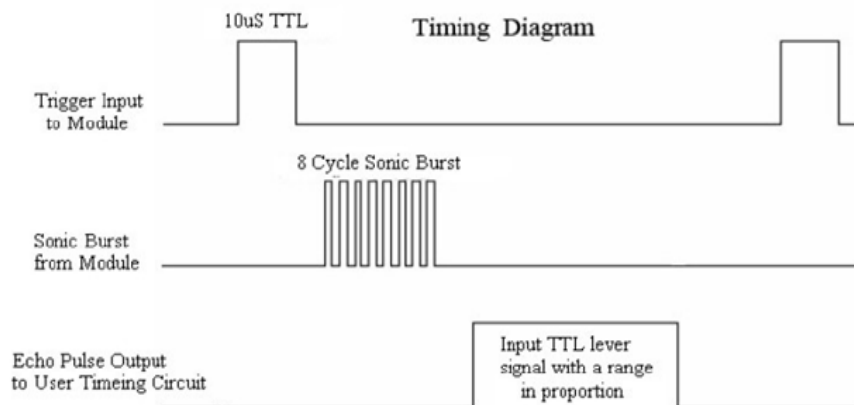 10uS TTL
Timing Diagram
Trigger Input
to Module
8 Cycle Sonic Burst
Sonic Burst
from Module
Echo Pulse Output
to User Timeing Circuit
Input TTL lever
signal with a range
in proportion